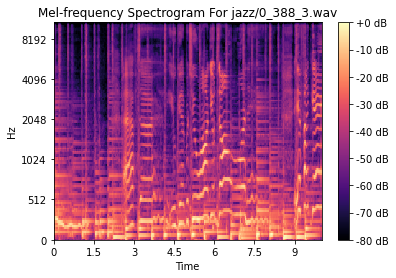 Mel-frequency Spectrogram For jazz/0_388_3.wav
+0 dB
8192
-10 dB
4096
-20 dB
-30 dB
2048
Hz
-40 dB
1024
-50 dB
512
-60 dB
-70 dB
0
-80 dB
0 1.5 3 4.5 6 7.5 9
Time